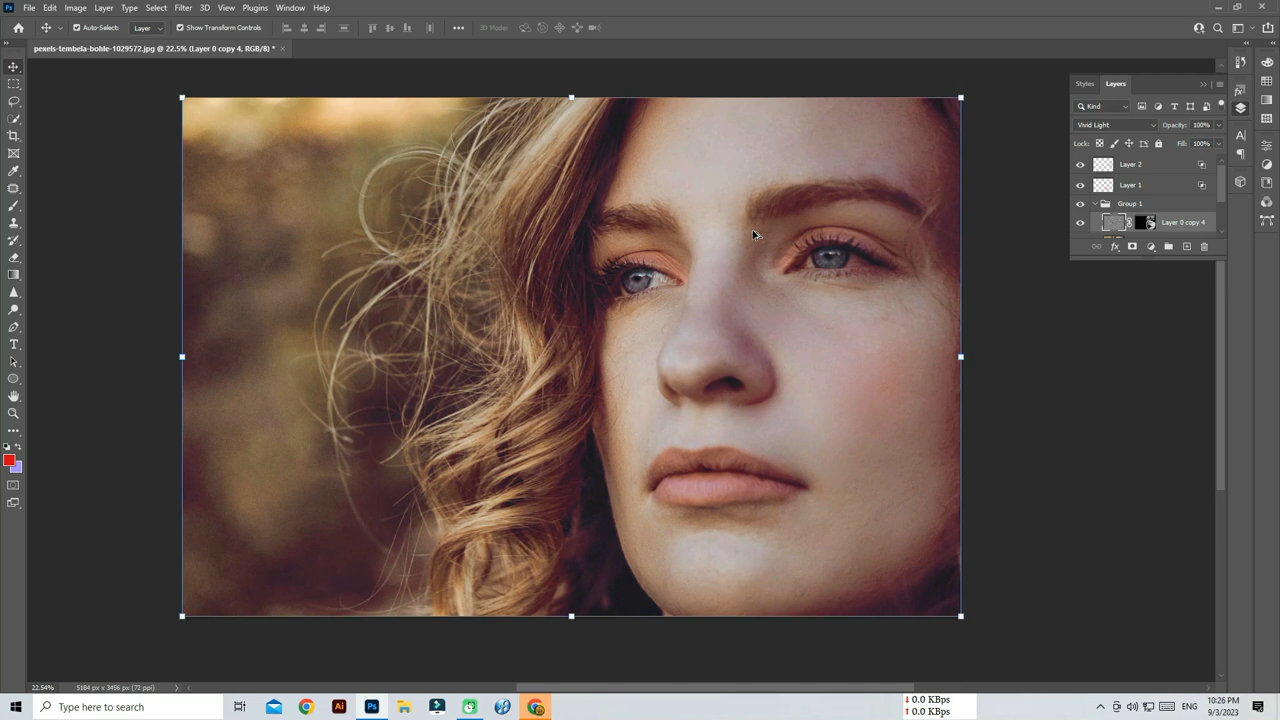 File Edit Image Layer Type Select Filter 3D View Plugins Window Help
Auto-Select: Layer Show Transform Controls 3D Mode:
pexels-tembela-bohle-1029572.jpg @ 22.5% (Layer 0 copy 4, RGB/8) *
Styles Layers
Kind
Vivid Light Opacity: 100%
Lock: Fill: 100%
Layer 2
Layer 1
Group 1
Layer 0 copy 4
22.54% 5184 px x 3456 px (72 ppi)
Type here to search
0.0 KBps
0.0 KBps
ENG
10:26 PM
9/3/2023